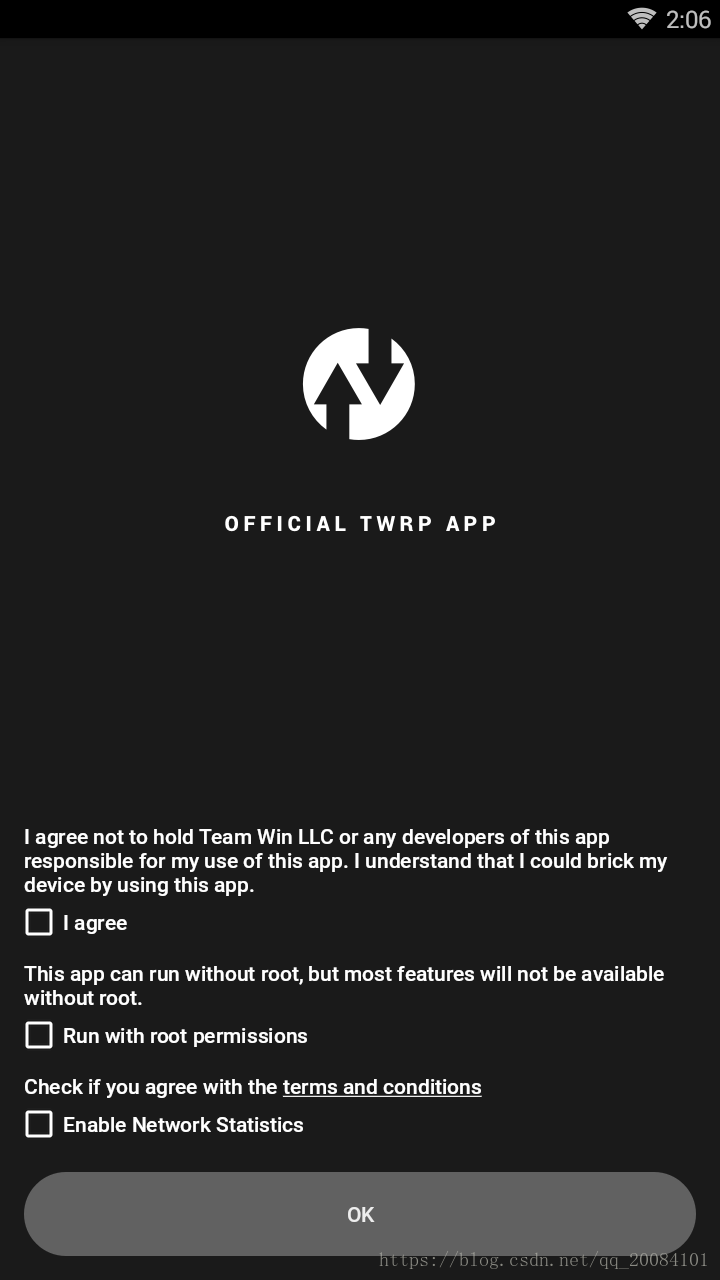 2:06
OFFICIAL TWRP APP
I agree not to hold Team Win LLC or any developers of this app
responsible for my use of this app. I understand that I could brick my
device by using this app.
I agree
This app can run without root, but most features will not be available
without root.
Run with root permissions
Check if you agree with the terms and conditions
Enable Network Statistics
OK
https://blog.csdn.net/qq_20084101